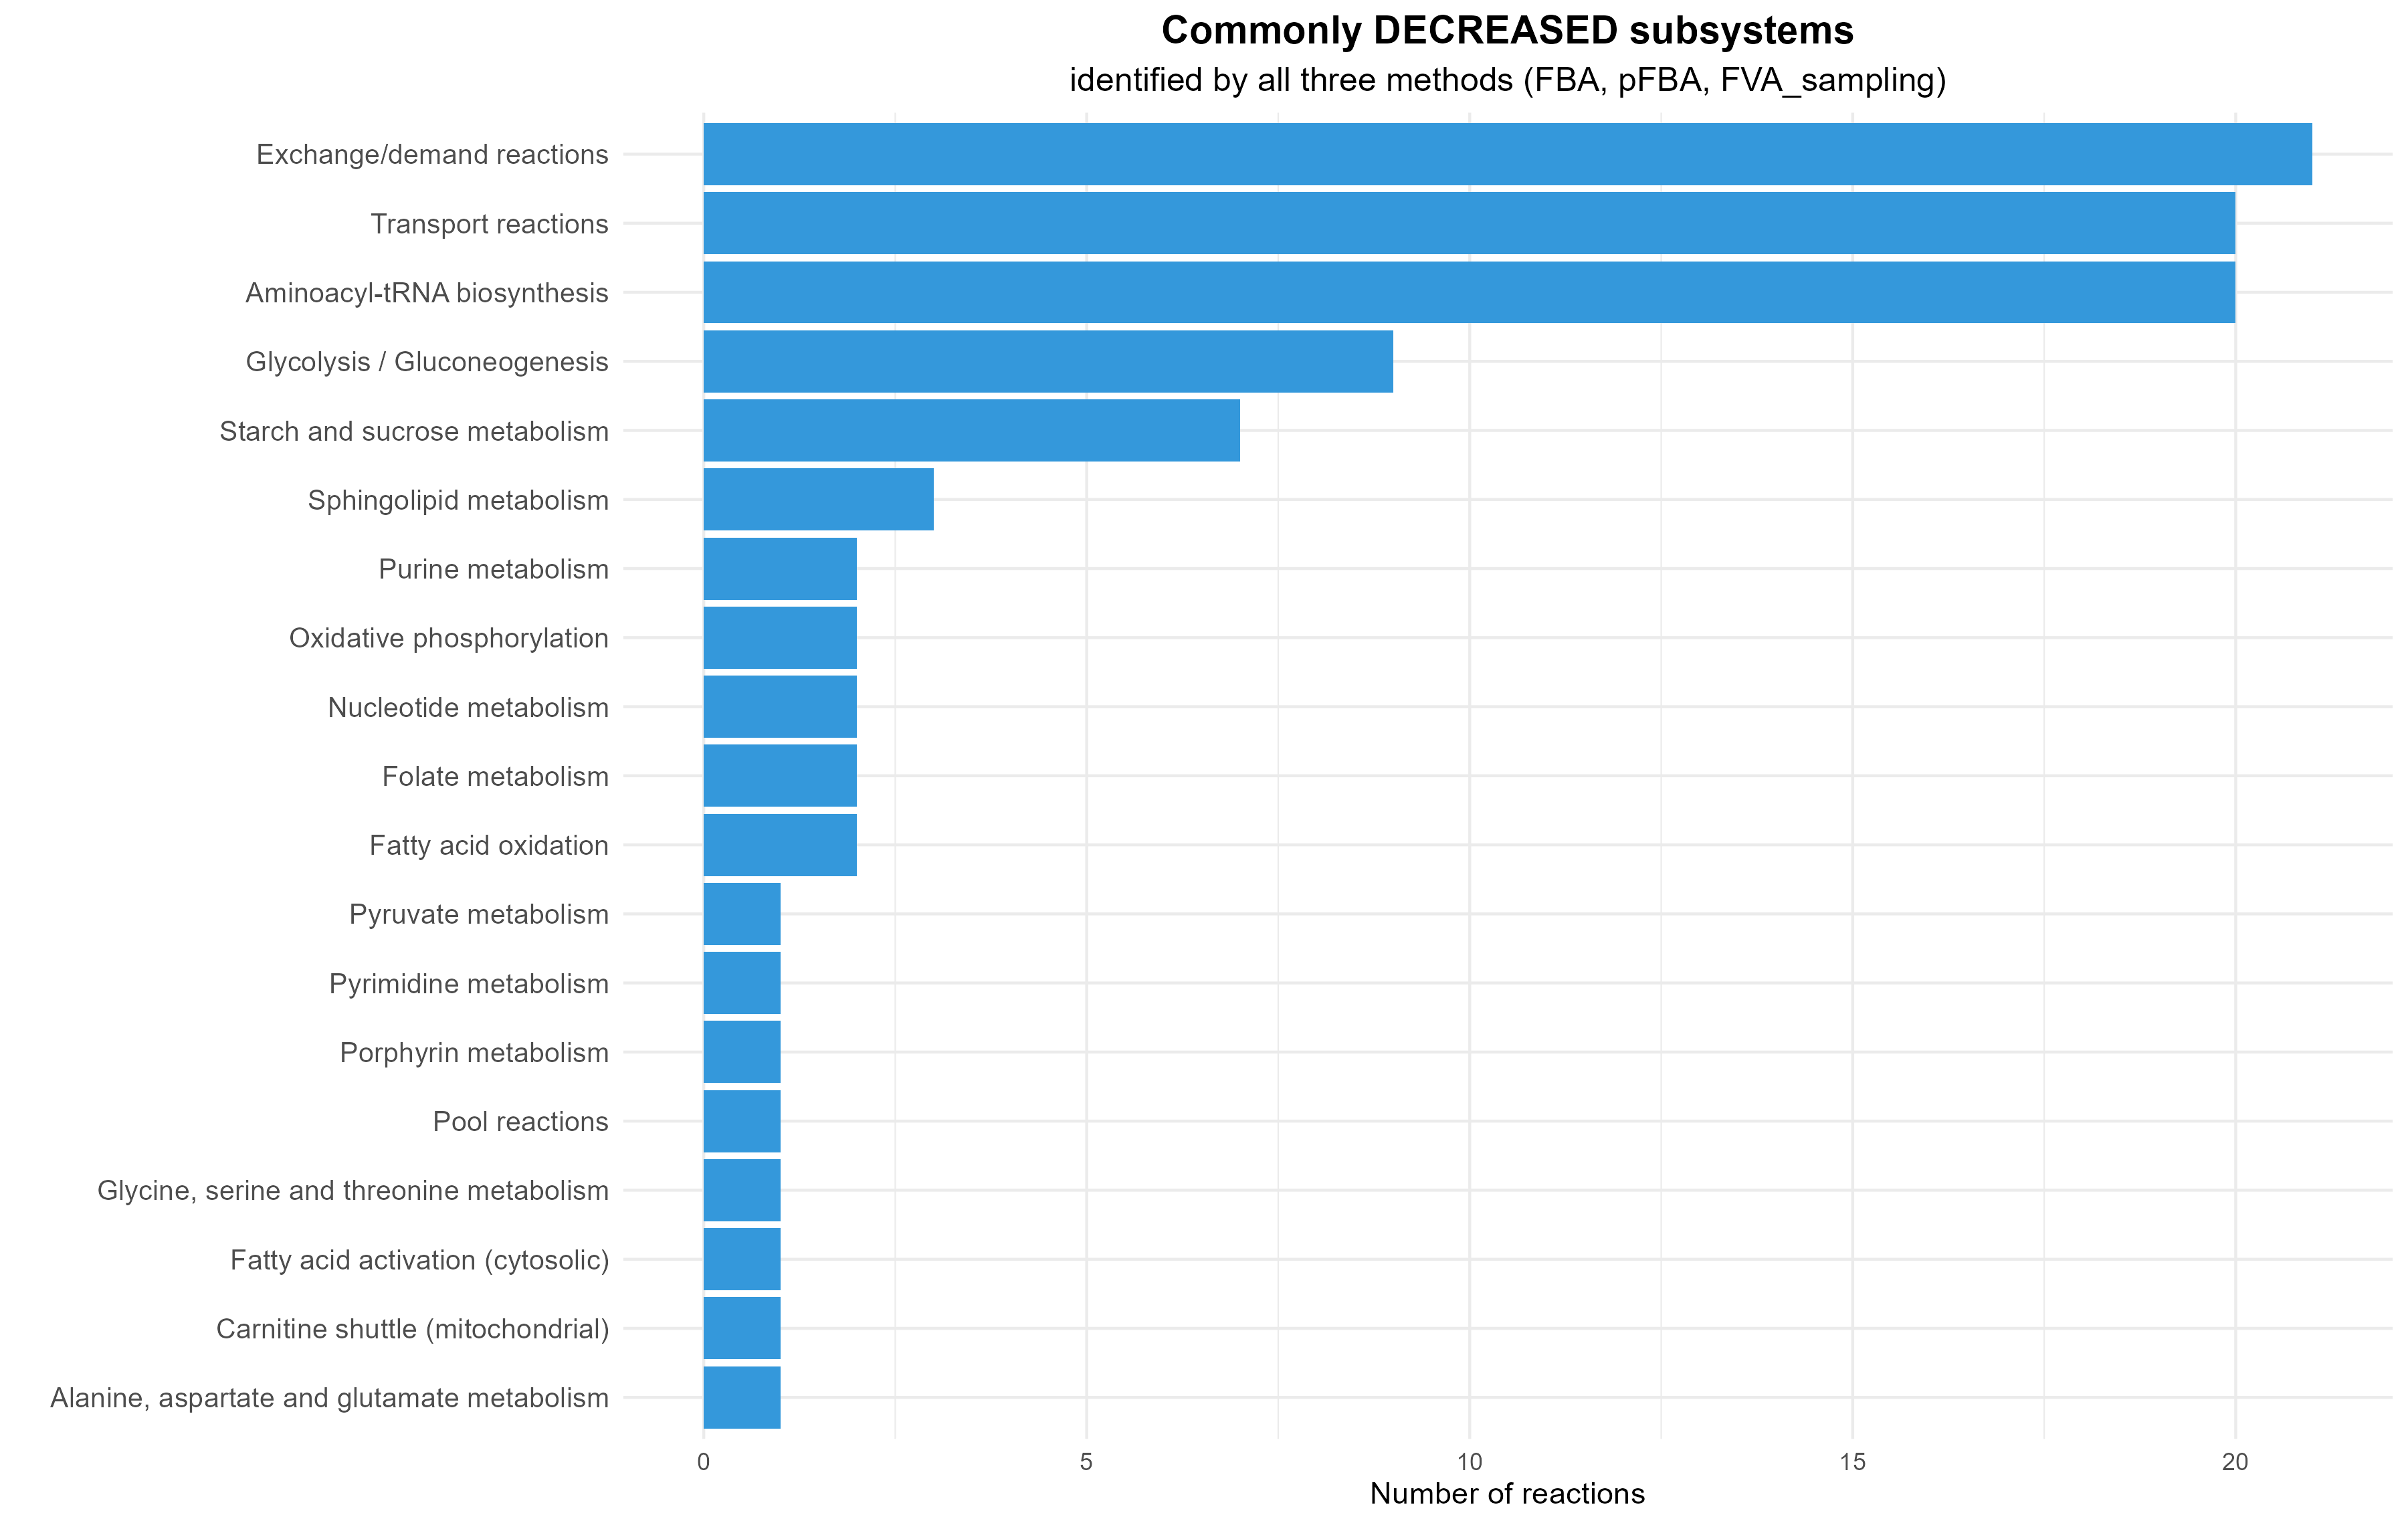 Commonly DECREASED subsystems
identified by all three methods (FBA, pFBA, FVA_sampling)
Exchange/demand reactions
Transport reactions
Aminoacyl-tRNA biosynthesis
Glycolysis / Gluconeogenesis
Starch and sucrose metabolism
Sphingolipid metabolism
Purine metabolism
Oxidative phosphorylation
Nucleotide metabolism
Folate metabolism
Fatty acid oxidation
Pyruvate metabolism
Pyrimidine metabolism
Porphyrin metabolism
Pool reactions
Glycine, serine and threonine metabolism
Fatty acid activation (cytosolic)
Carnitine shuttle (mitochondrial)
Alanine, aspartate and glutamate metabolism
0 5 10 15 20
Number of reactions